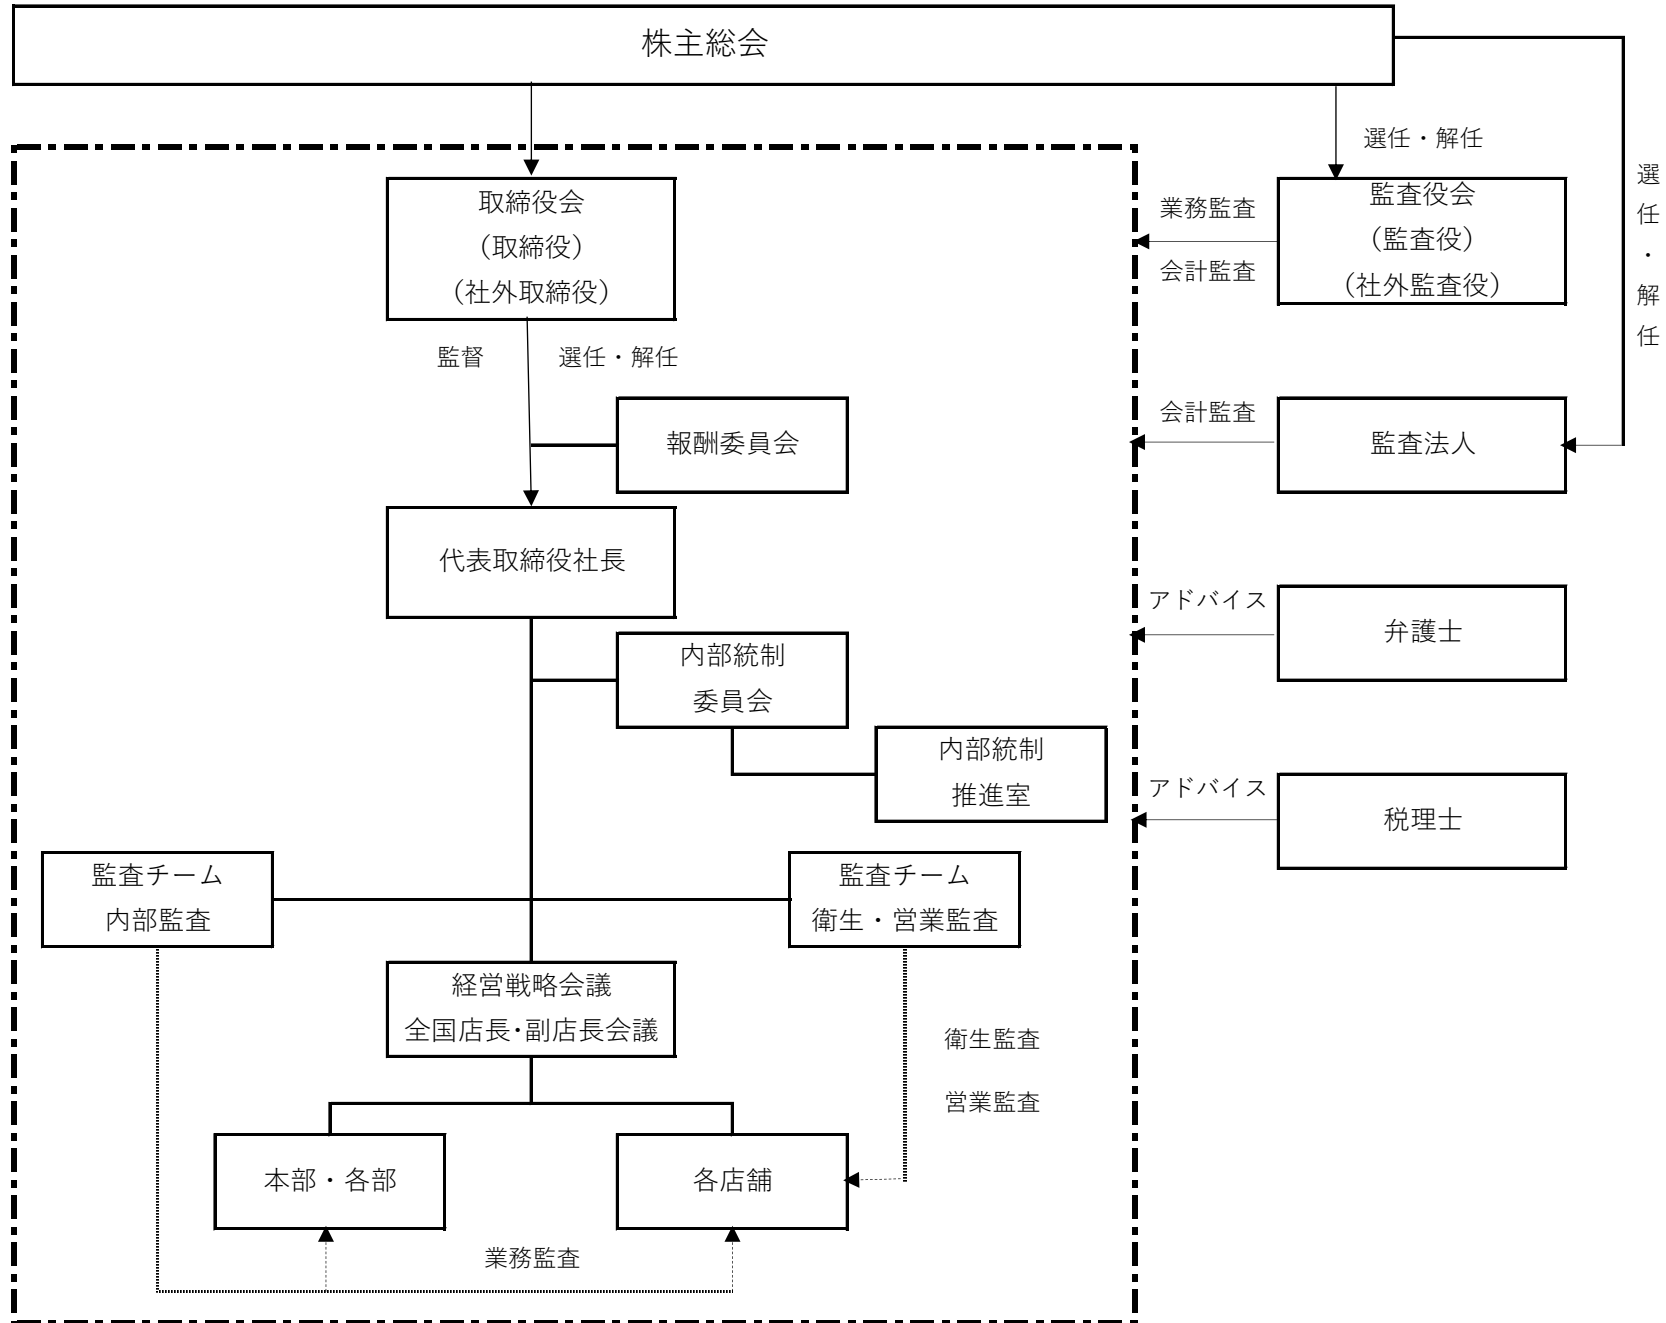 株主総会
選任・解任
選任・解任
取締役会
（取締役）
（社外取締役）
業務監査
会計監査
監査役会
（監査役）
（社外監査役）
監督
選任・解任
報酬委員会
会計監査
監査法人
代表取締役社長
アドバイス
弁護士
内部統制
委員会
内部統制
推進室
アドバイス
税理士
監査チーム
内部監査
監査チーム
衛生・営業監査
経営戦略会議
全国店長・副店長会議
衛生監査
営業監査
本部・各部
各店舗
業務監査